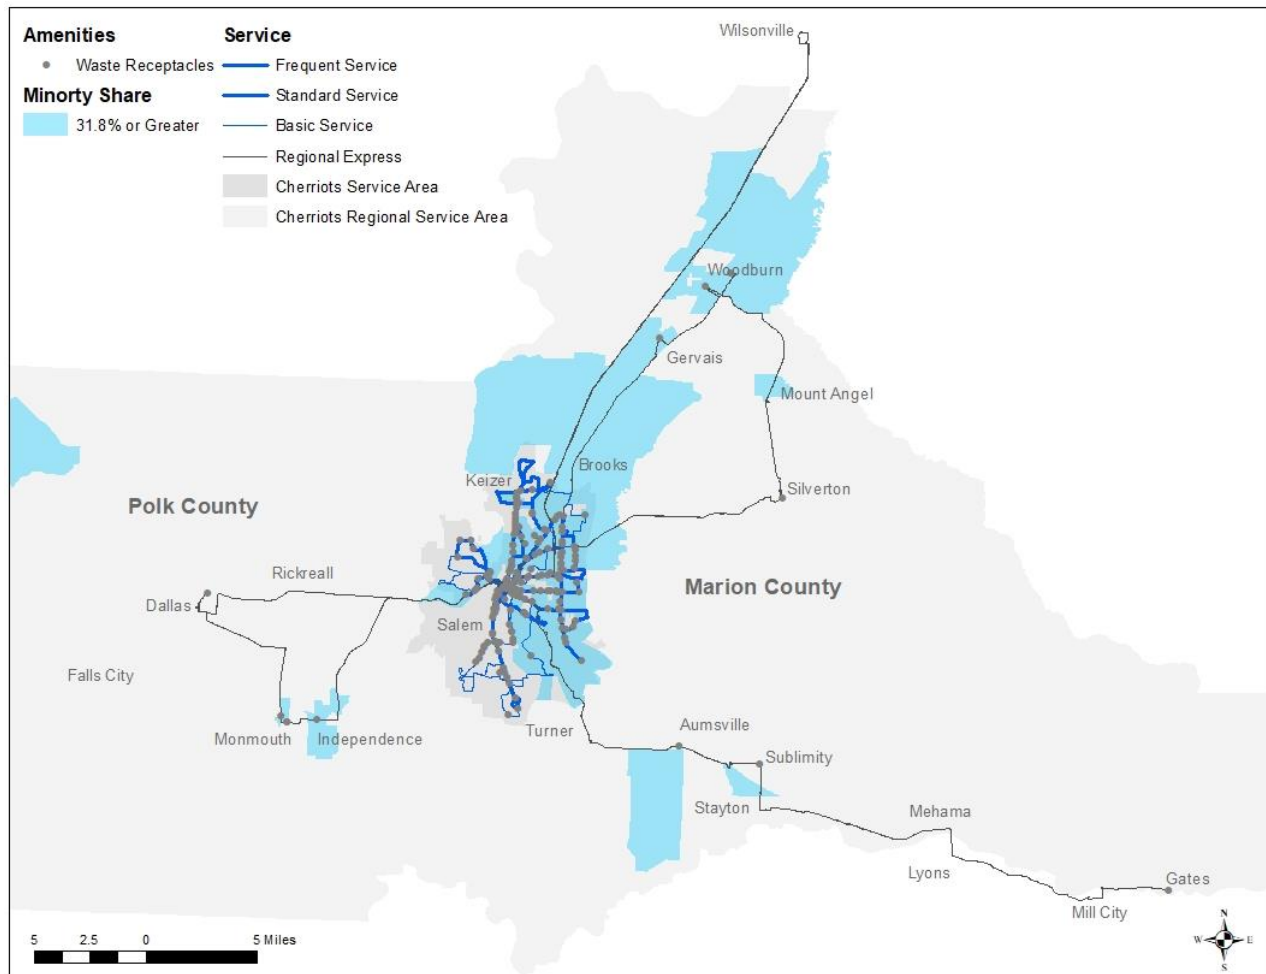 Amenities
Waste Receptacles
Minorty Share
31.8% or Greater
Service
Frequent Service
Standard Service
Basic Service
Regional Express
Cherriots Service Area
Cherriots Regional Service Area
Wilsonville
Woodburn
Gervais
Mount Angel
Brooks
Keizer
Silverton
Polk County
Rickreall
Marion County
Dallas
Salem
Falls City
Monmouth
Independence
Turner
Aumsville
Sublimity
Stayton
Mehama
Lyons
Gates
Mill City
5 2.5 0 5 Miles
N
W E
S